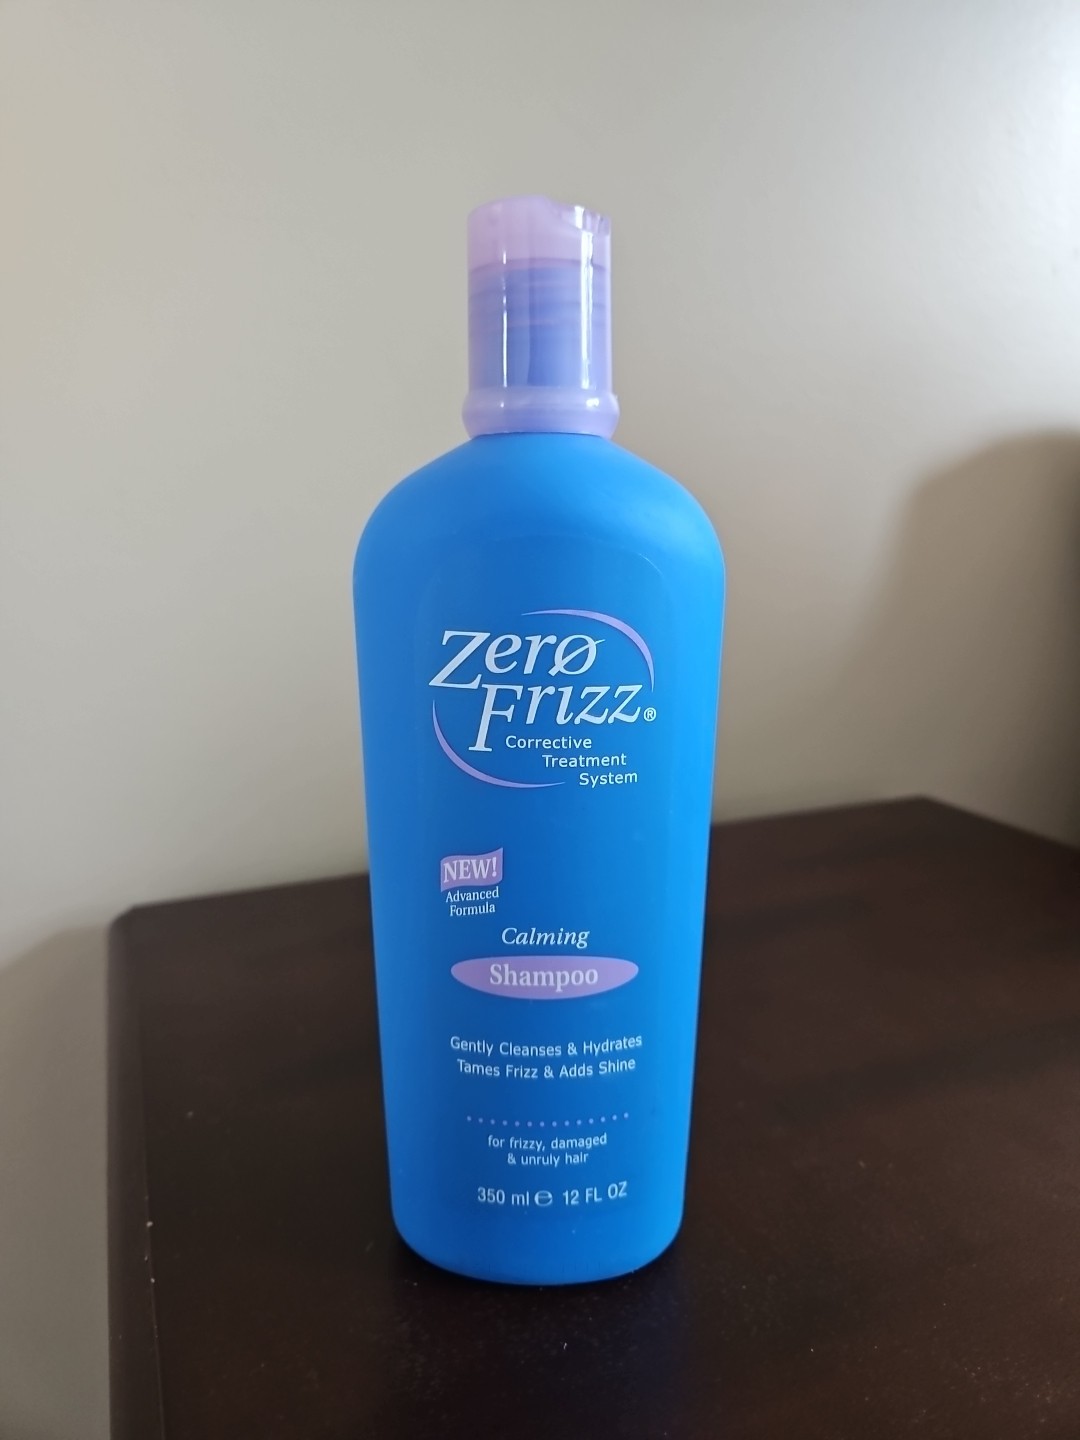 Zerø
Frizz®
Corrective
Treatment
System
NEW!
Advanced
Formula
Calming
Shampoo
Gently Cleanses & Hydrates
Tames Frizz & Adds Shine
for frizzy, damaged
& unruly hair
350 ml ℮ 12 FL OZ